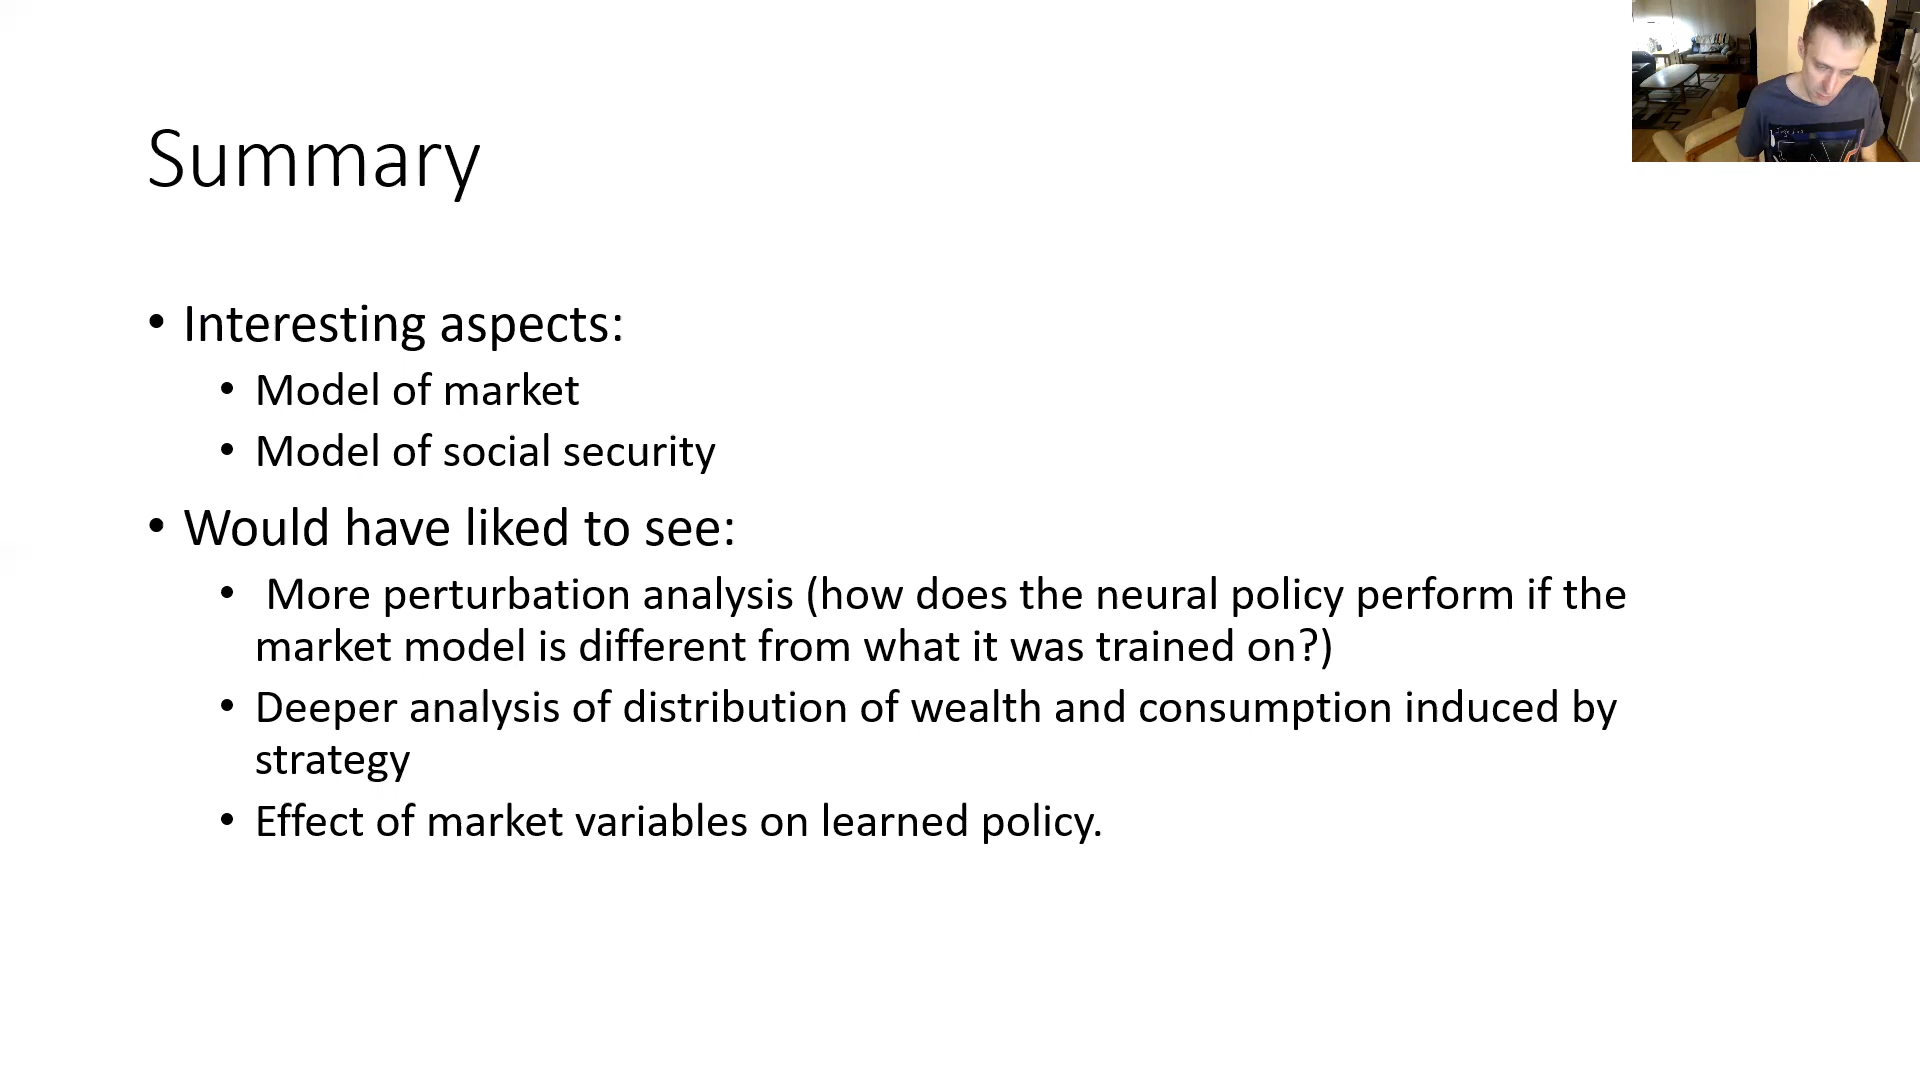 Summary
• Interesting aspects:
• Model of market
• Model of social security
• Would have liked to see:
• More perturbation analysis (how does the neural policy perform if the
market model is different from what it was trained on?)
• Deeper analysis of distribution of wealth and consumption induced by
strategy
• Effect of market variables on learned policy.